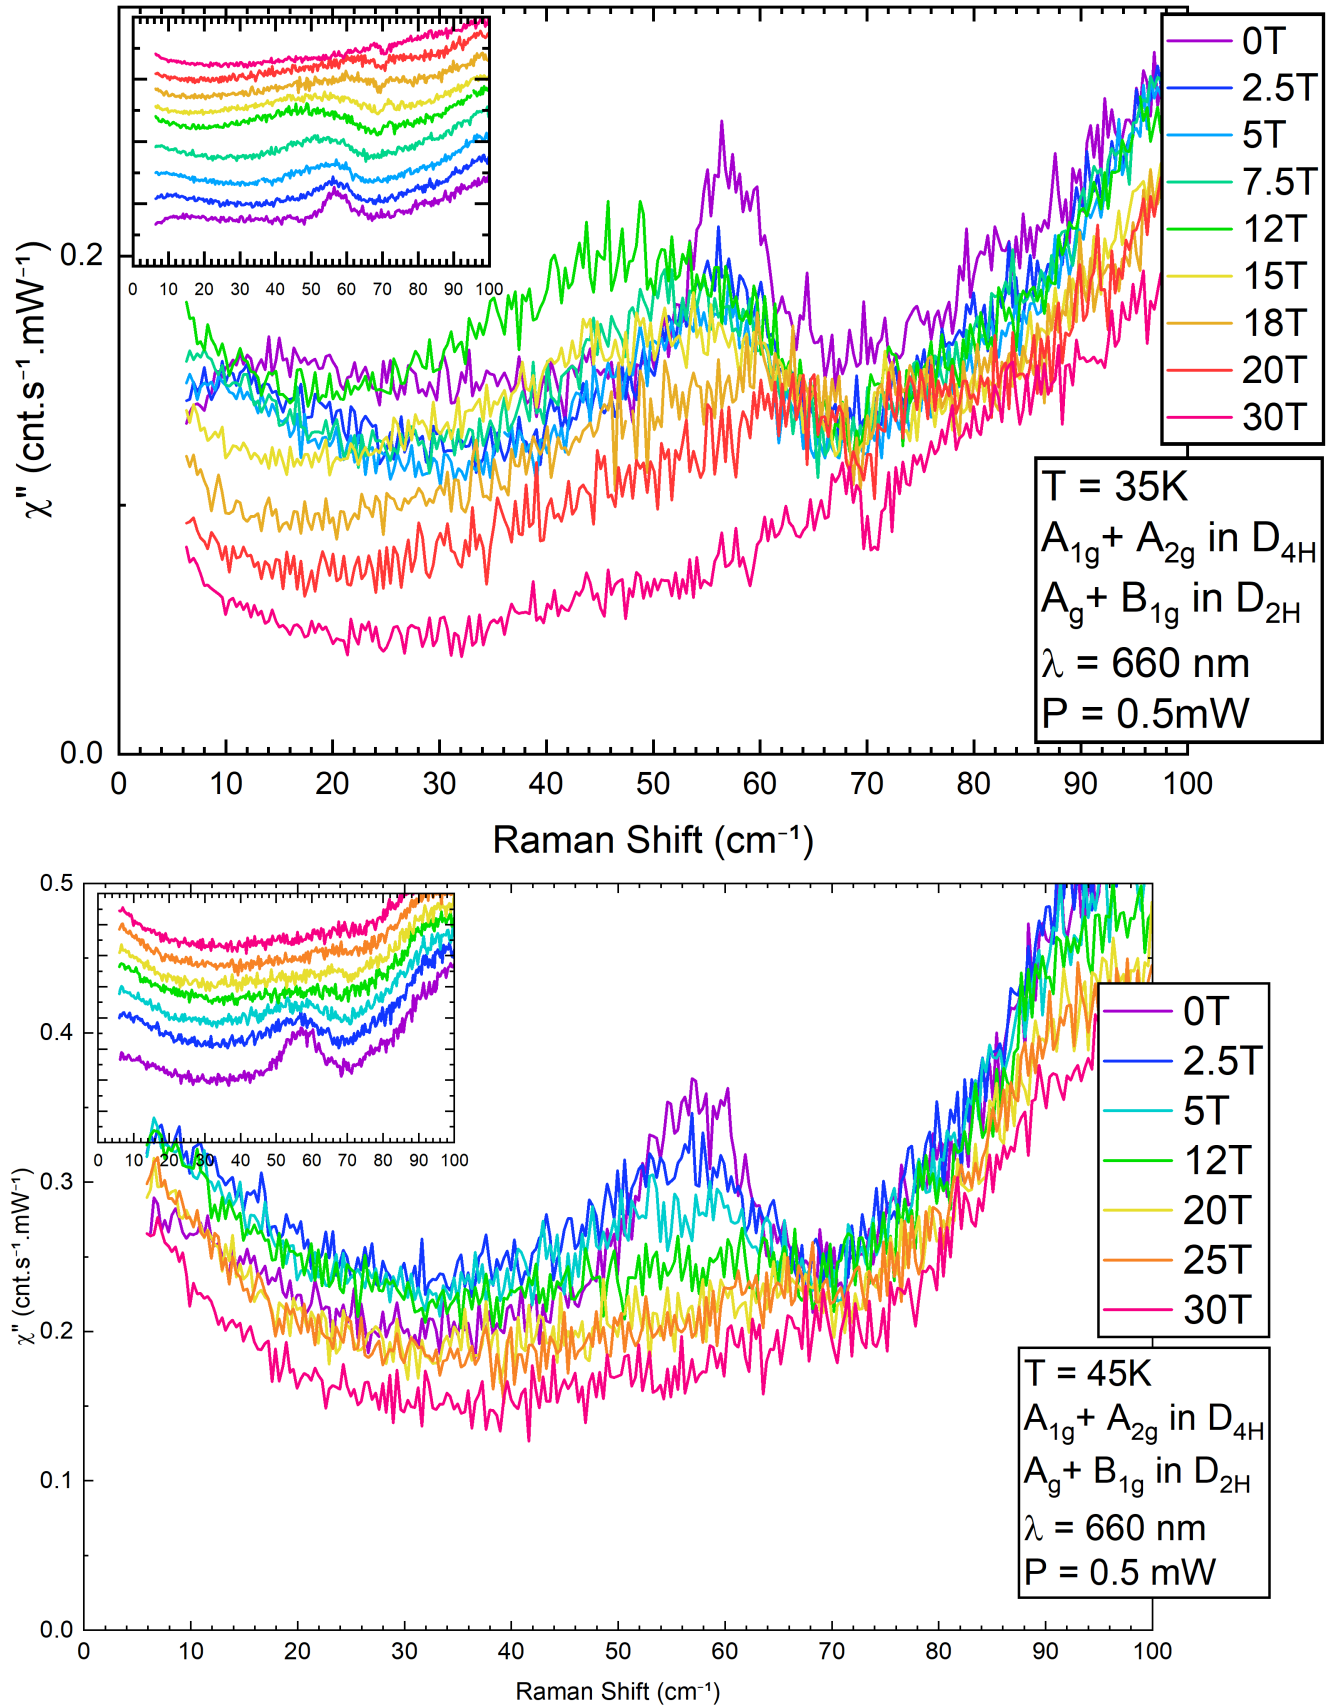 0 10 20 30 40 50 60 70 80 90 100
0T
2.5T
5T
7.5T
12T
15T
18T
20T
30T
T = 35K
A1g+ A2g in D4H
Ag+ B1g in D2H
λ = 660 nm
P = 0.5mW
χ" (cnt.s⁻¹.mW⁻¹)
0.2
0.0
0 10 20 30 40 50 60 70 80 90 100
Raman Shift (cm⁻¹)
0.5
0.4
0.3
0.2
0.1
0.0
χ" (cnt.s⁻¹.mW⁻¹)
0 10 20 30 40 50 60 70 80 90 100
0T
2.5T
5T
12T
20T
25T
30T
T = 45K
A1g+ A2g in D4H
Ag+ B1g in D2H
λ = 660 nm
P = 0.5 mW
0 10 20 30 40 50 60 70 80 90 100
Raman Shift (cm⁻¹)